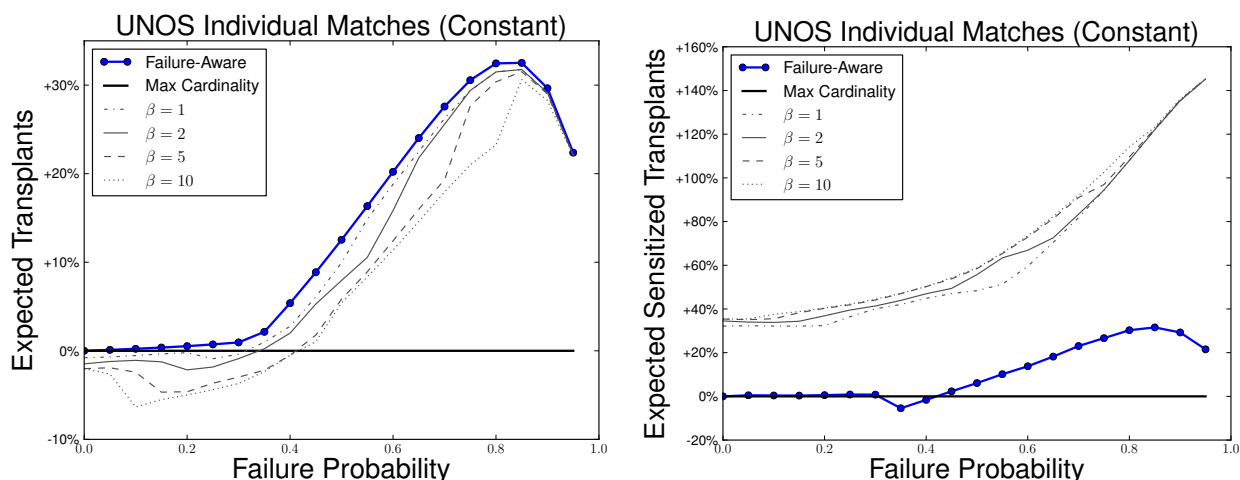 UNOS Individual Matches (Constant)
Failure-Aware
Max Cardinality
β = 1
β = 2
β = 5
β = 10
+30%
+20%
+10%
0%
-10%
0.0 0.2 0.4 0.6 0.8 1.0
Expected Transplants
Failure Probability
UNOS Individual Matches (Constant)
Failure-Aware
Max Cardinality
β = 1
β = 2
β = 5
β = 10
+160%
+140%
+120%
+100%
+80%
+60%
+40%
+20%
0%
-20%
0.0 0.2 0.4 0.6 0.8 1.0
Expected Sensitized Transplants
Failure Probability